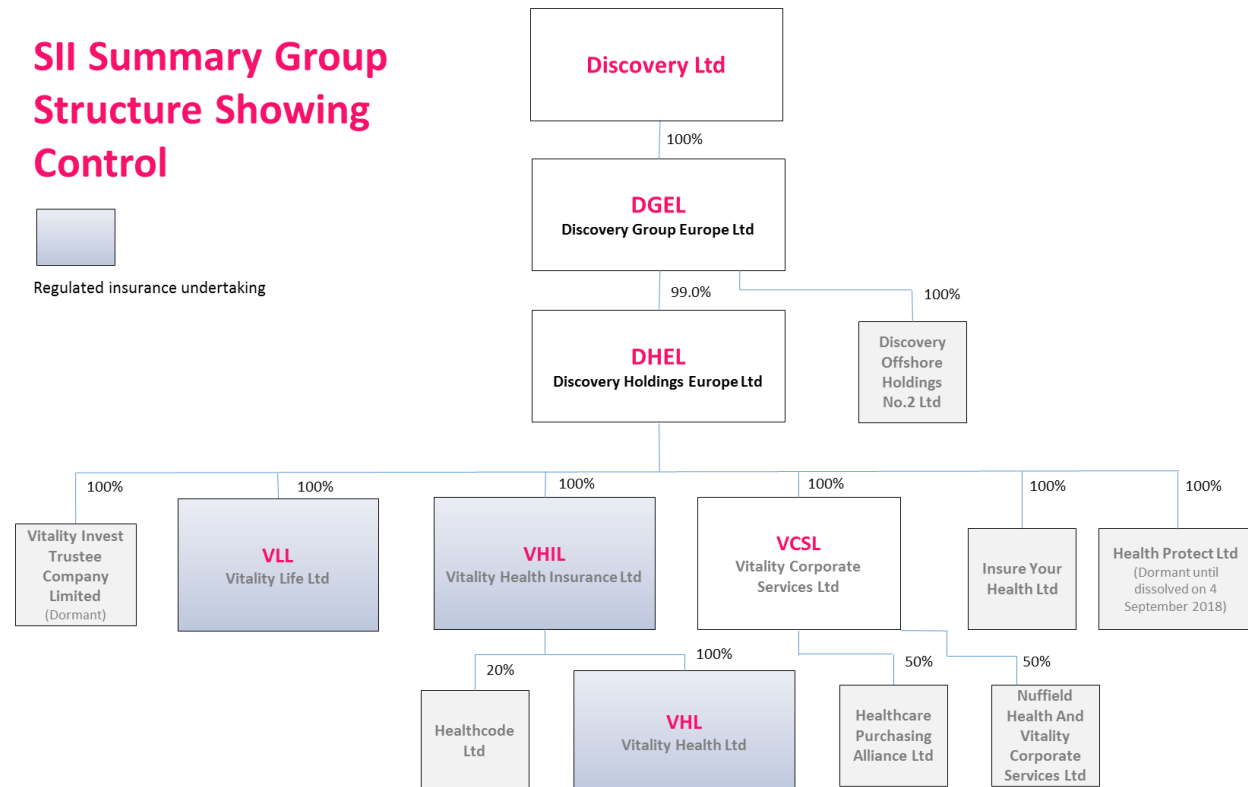 SII Summary Group
Structure Showing
Control
Regulated insurance undertaking
Discovery Ltd
100%
DGEL
Discovery Group Europe Ltd
99.0%
100%
DHEL
Discovery Holdings Europe Ltd
Discovery
Offshore
Holdings
No.2 Ltd
100%
100%
100%
100%
100%
100%
Vitality Invest
Trustee
Company
Limited
(Dormant)
VLL
Vitality Life Ltd
VHIL
Vitality Health Insurance Ltd
VCSL
Vitality Corporate
Services Ltd
Insure Your
Health Ltd
Health Protect Ltd
(Dormant until
dissolved on 4
September 2018)
20%
100%
50%
50%
Healthcode
Ltd
VHL
Vitality Health Ltd
Healthcare
Purchasing
Alliance Ltd
Nuffield
Health And
Vitality
Corporate
Services Ltd